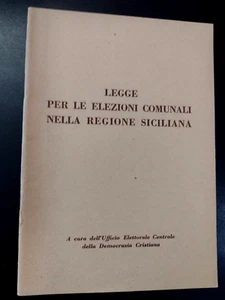 LEGGE
PER LE ELEZIONI COMUNALI
NELLA REGIONE SICILIANA
A cura dell'Ufficio Elettorale Centrale
della Democrazia Cristiana